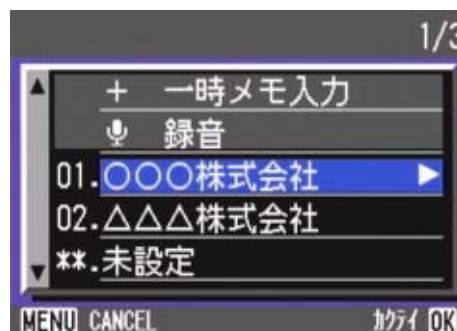 1/3
+ 一時メモ入力
録音
01.○○○株式会社
02.△△△株式会社
**.未設定
MENU CANCEL ｶｸﾃｲ OK